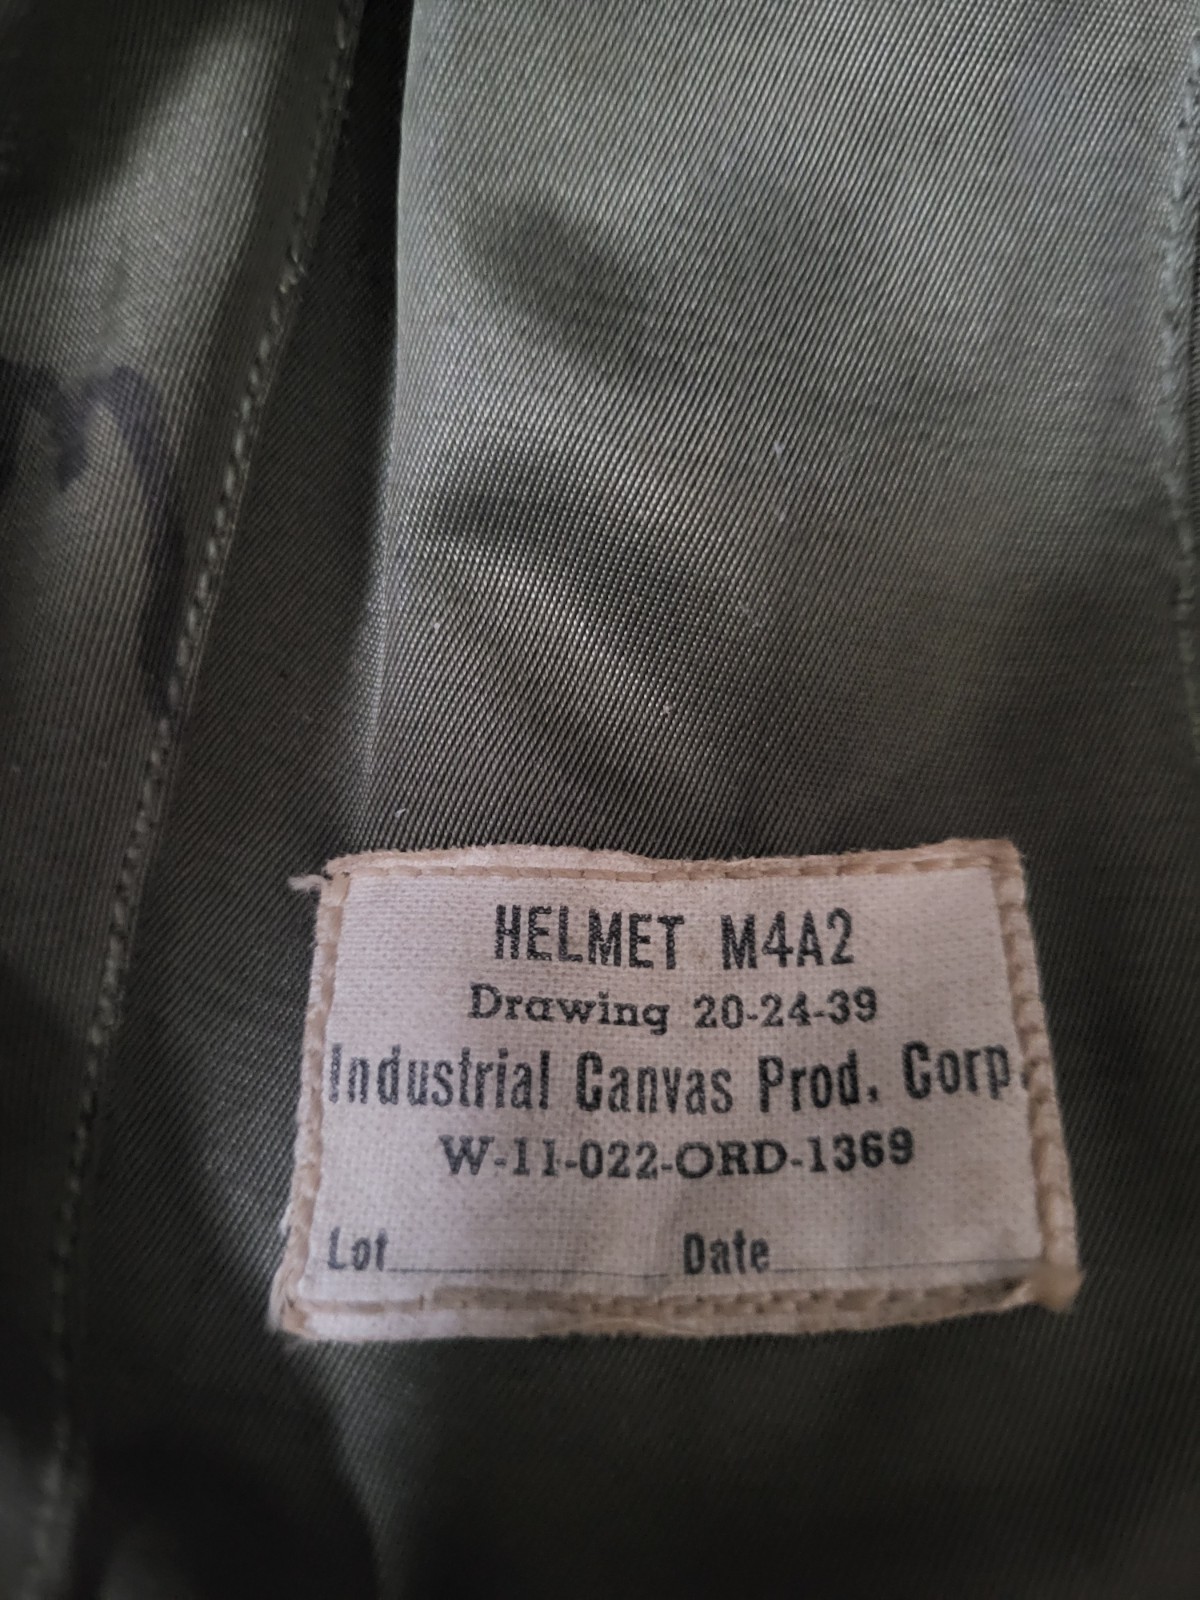 HELMET M4A2
Drawing 20-24-39
Industrial Canvas Prod. Corp.
W-11-022-ORD-1369
Lot Date